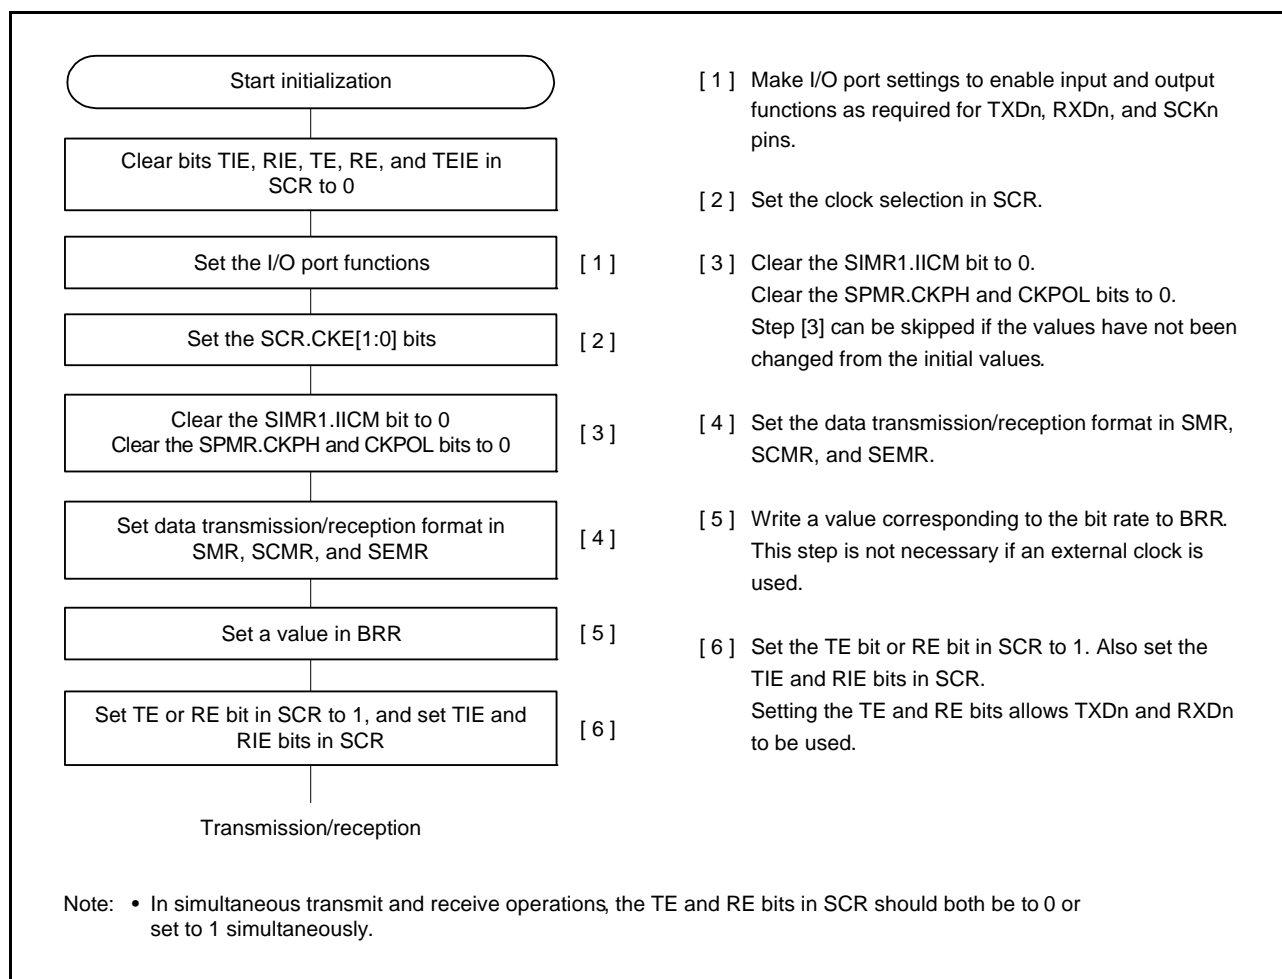 Start initialization
Clear bits TIE, RIE, TE, RE, and TEIE in
SCR to 0
Set the I/O port functions
[ 1 ]
Set the SCR.CKE[1:0] bits
[ 2 ]
Clear the SIMR1.IICM bit to 0
Clear the SPMR.CKPH and CKPOL bits to 0
[ 3 ]
Set data transmission/reception format in
SMR, SCMR, and SEMR
[ 4 ]
Set a value in BRR
[ 5 ]
Set TE or RE bit in SCR to 1, and set TIE and
RIE bits in SCR
[ 6 ]
Transmission/reception
[ 1 ] Make I/O port settings to enable input and output
functions as required for TXDn, RXDn, and SCKn
pins.
[ 2 ] Set the clock selection in SCR.
[ 3 ] Clear the SIMR1.IICM bit to 0.
Clear the SPMR.CKPH and CKPOL bits to 0.
Step [3] can be skipped if the values have not been
changed from the initial values.
[ 4 ] Set the data transmission/reception format in SMR,
SCMR, and SEMR.
[ 5 ] Write a value corresponding to the bit rate to BRR.
This step is not necessary if an external clock is
used.
[ 6 ] Set the TE bit or RE bit in SCR to 1. Also set the
TIE and RIE bits in SCR.
Setting the TE and RE bits allows TXDn and RXDn
to be used.
Note: • In simultaneous transmit and receive operations, the TE and RE bits in SCR should both be to 0 or
set to 1 simultaneously.